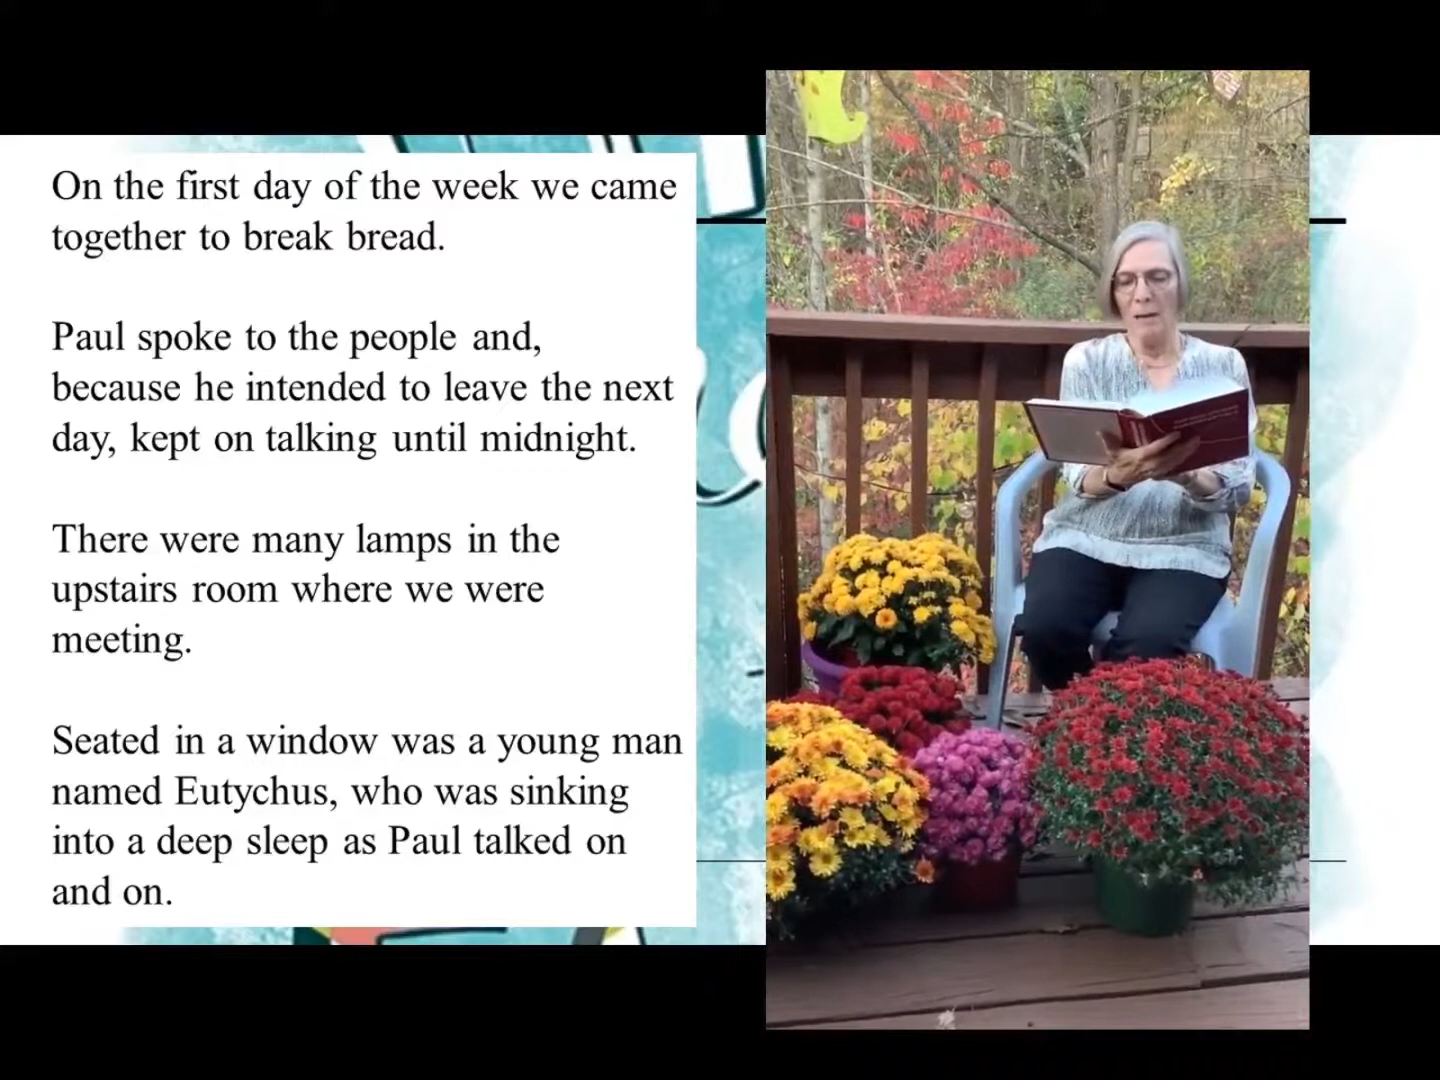 On the first day of the week we came
together to break bread.
Paul spoke to the people and,
because he intended to leave the next
day, kept on talking until midnight.
There were many lamps in the
upstairs room where we were
meeting.
Seated in a window was a young man
named Eutychus, who was sinking
into a deep sleep as Paul talked on
and on.